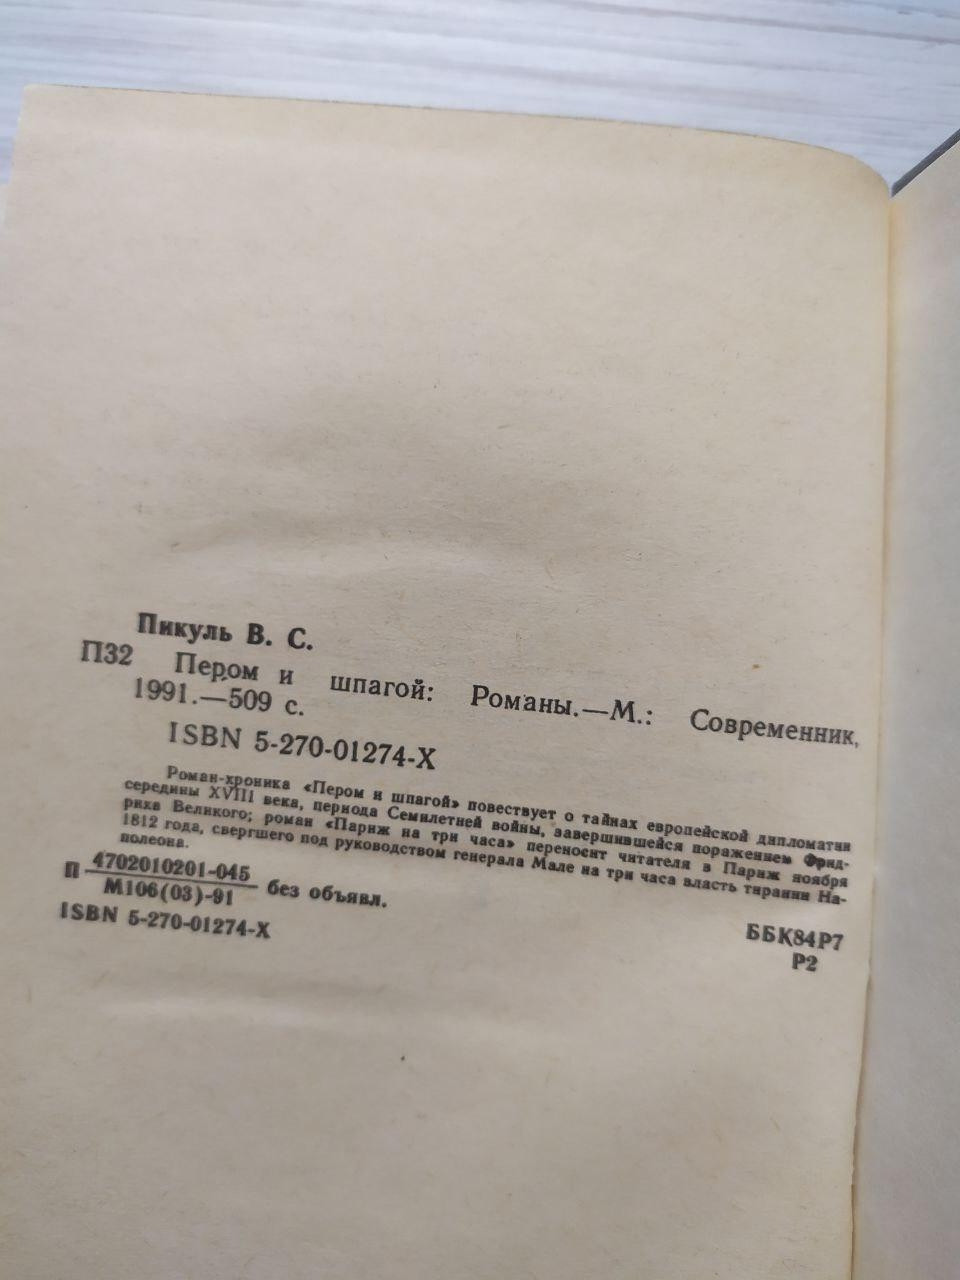 Пикуль В. С.
П32 Пером и шпагой: Романы.—М.: Современник,
1991.—509 с.
ISBN 5-270-01274-X
Роман-хроника «Пером и шпагой» повествует о тайнах европейской дипломатии
середины XVIII века, периода Семилетней войны, завершившейся поражением Фрид-
риха Великого; роман «Париж на три часа» переносит читателя в Париж ноября
1812 года, свергшего под руководством генерала Мале на три часа власть тирании На-
полеона.
П 4702010201-045
М106(03)-91 без объявл.
ББК84Р7
Р2
ISBN 5-270-01274-X